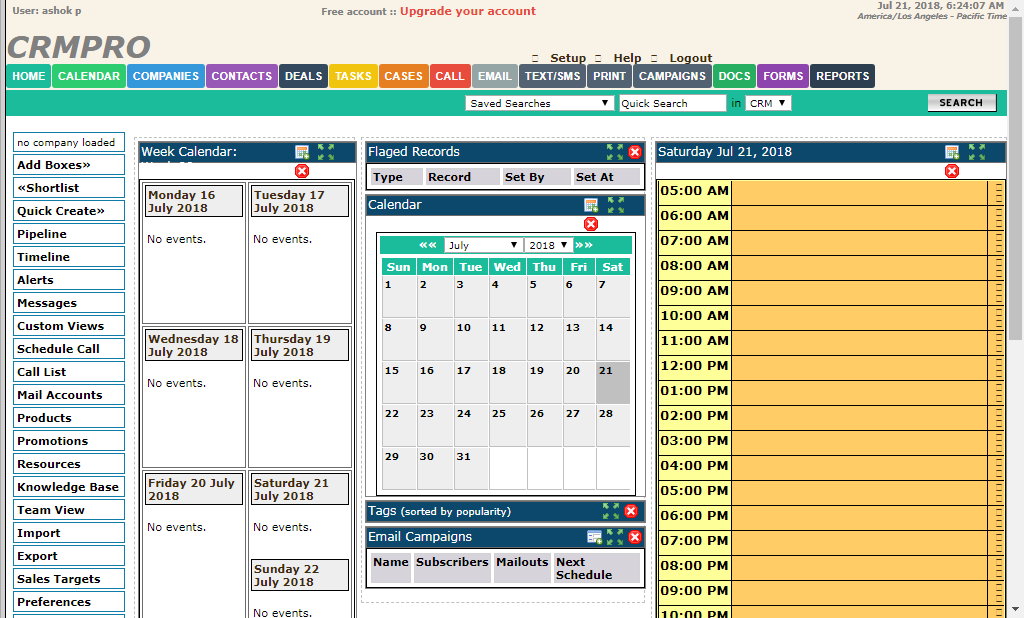 User: ashok p
Free account :: Upgrade your account
Jul 21, 2018, 6:24:07 AM
America/Los Angeles - Pacific Time
CRMPRO
Setup Help Logout
HOME CALENDAR COMPANIES CONTACTS DEALS TASKS CASES CALL EMAIL TEXT/SMS PRINT CAMPAIGNS DOCS FORMS REPORTS
Saved Searches Quick Search in CRM SEARCH
no company loaded
Add Boxes»
«Shortlist
Quick Create»
Pipeline
Timeline
Alerts
Messages
Custom Views
Schedule Call
Call List
Mail Accounts
Products
Promotions
Resources
Knowledge Base
Team View
Import
Export
Sales Targets
Preferences
Week Calendar:
Monday 16
July 2018
No events.
Tuesday 17
July 2018
No events.
Wednesday 18
July 2018
No events.
Thursday 19
July 2018
No events.
Friday 20 July
2018
No events.
Saturday 21
July 2018
No events.
Sunday 22
July 2018
No events.
Flaged Records
Type Record Set By Set At
Calendar
«« July 2018 »»
Sun Mon Tue Wed Thu Fri Sat
1 2 3 4 5 6 7
8 9 10 11 12 13 14
15 16 17 18 19 20 21
22 23 24 25 26 27 28
29 30 31
Tags (sorted by popularity)
Email Campaigns
Name Subscribers Mailouts Next
Schedule
Saturday Jul 21, 2018
05:00 AM
06:00 AM
07:00 AM
08:00 AM
09:00 AM
10:00 AM
11:00 AM
12:00 PM
01:00 PM
02:00 PM
03:00 PM
04:00 PM
05:00 PM
06:00 PM
07:00 PM
08:00 PM
09:00 PM
10:00 PM